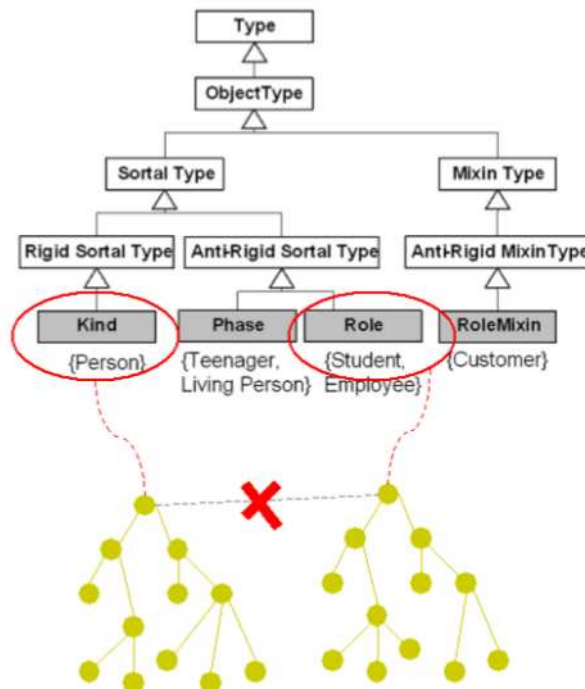 Type
ObjectType
Sortal Type
Mixin Type
Rigid Sortal Type
Anti-Rigid Sortal Type
Anti-Rigid MixinType
Kind
Phase
Role
RoleMixin
{Person}
{Teenager,
Living Person}
{Student,
Employee}
{Customer}